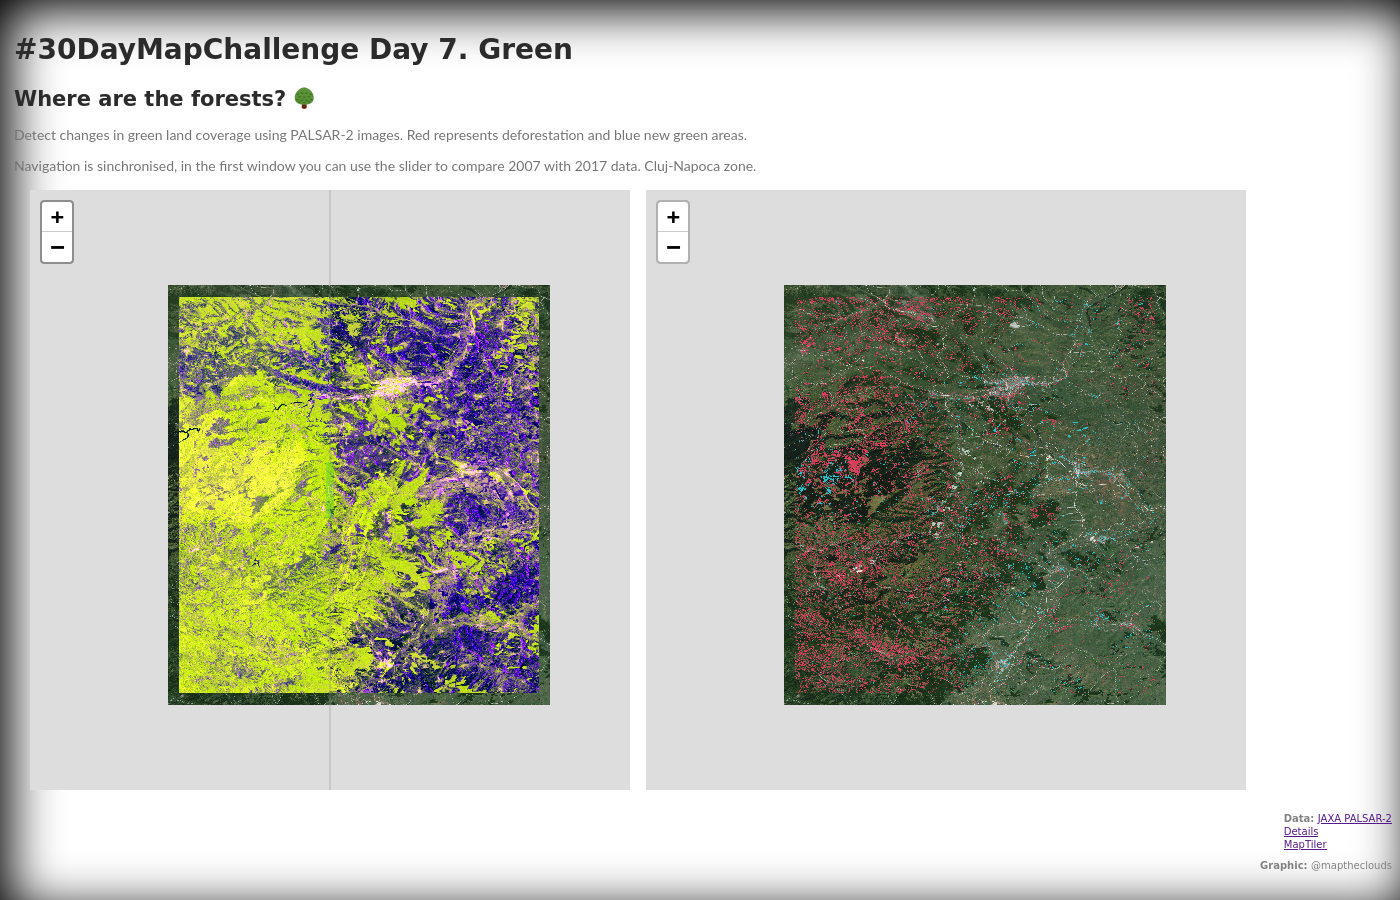 #30DayMapChallenge Day 7. Green
Where are the forests? 🌳
Detect changes in green land coverage using PALSAR-2 images. Red represents deforestation and blue new green areas.
Navigation is sinchronised, in the first window you can use the slider to compare 2007 with 2017 data. Cluj-Napoca zone.
+
−
+
−
Data: JAXA PALSAR-2
Details
MapTiler
Graphic: @maptheclouds